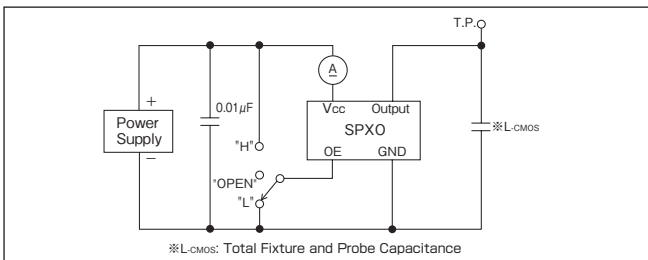 T.P.
A
+
0.01μF
Vcc Output
Power
Supply
SPXO
※L-CMOS
"H"
OE GND
−
"OPEN"
"L"
※L-CMOS: Total Fixture and Probe Capacitance